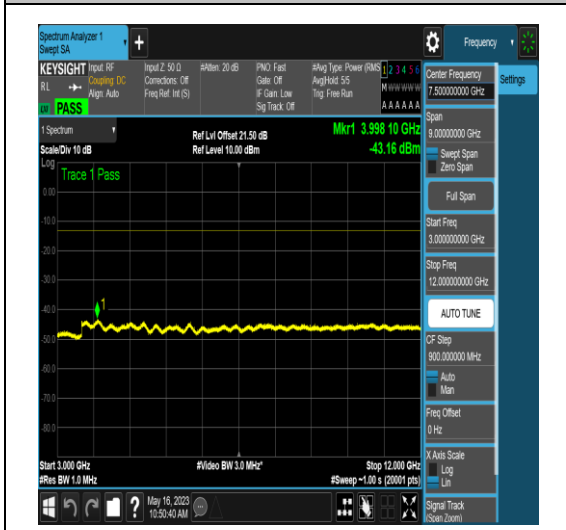 Spectrum Analyzer 1
Swept SA
+
Frequency
KEYSIGHT
Input: RF
Coupling: DC
Align: Auto
Input Z: 50 Ω
Corrections: Off
Freq Ref: Int (S)
#Atten: 20 dB
PNO: Fast
Gate: Off
IF Gain: Low
Sig Track: Off
#Avg Type: Power (RMS
Avg|Hold: 5/5
Trig: Free Run
1 2 3 4 5 6
M W W W W W
A A A A A A
RL
PASS
Center Frequency
7.500000000 GHz
Settings
1 Spectrum
Scale/Div 10 dB
Ref Lvl Offset 21.50 dB
Ref Level 10.00 dBm
Mkr1 3.998 10 GHz
-43.16 dBm
Span
9.00000000 GHz
Swept Span
Zero Span
Full Span
Start Freq
3.000000000 GHz
Stop Freq
12.000000000 GHz
AUTO TUNE
CF Step
900.000000 MHz
Auto
Man
Freq Offset
0 Hz
X Axis Scale
Log
Lin
Signal Track
(Span Zoom)
Log
Trace 1 Pass
0.00
-10.0
-20.0
-30.0
-40.0
-50.0
-60.0
-70.0
-80.0
1
Start 3.000 GHz
#Res BW 1.0 MHz
#Video BW 3.0 MHz*
Stop 12.000 GHz
#Sweep ~1.00 s (20001 pts)
?
May 16, 2023
10:50:40 AM